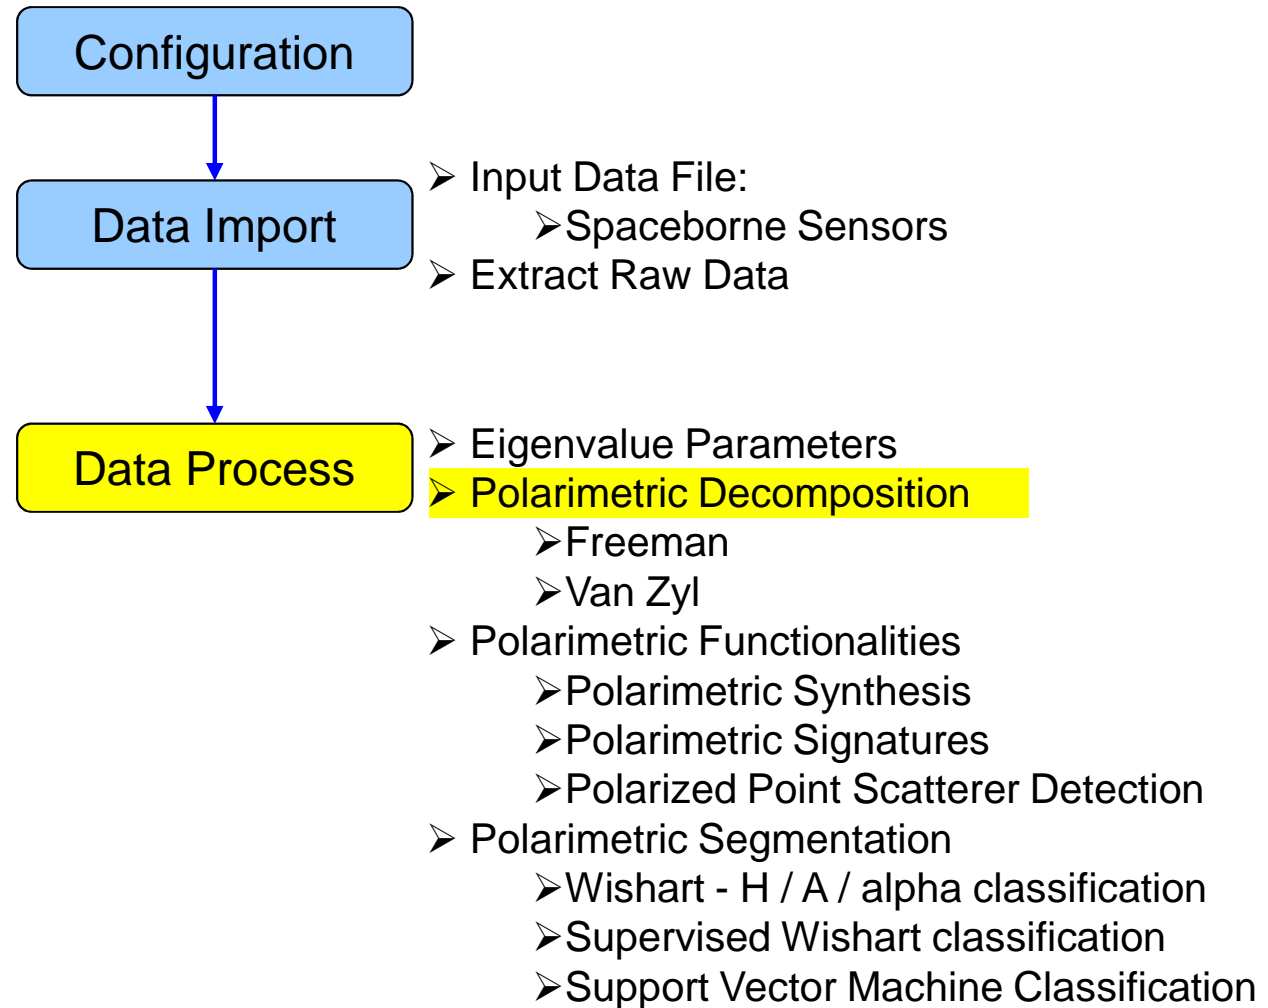 Configuration
Data Import
➢ Input Data File:
➢Spaceborne Sensors
➢ Extract Raw Data
Data Process
➢ Eigenvalue Parameters
➢ Polarimetric Decomposition
➢Freeman
➢Van Zyl
➢ Polarimetric Functionalities
➢Polarimetric Synthesis
➢Polarimetric Signatures
➢Polarized Point Scatterer Detection
➢ Polarimetric Segmentation
➢Wishart - H / A / alpha classification
➢Supervised Wishart classification
➢Support Vector Machine Classification